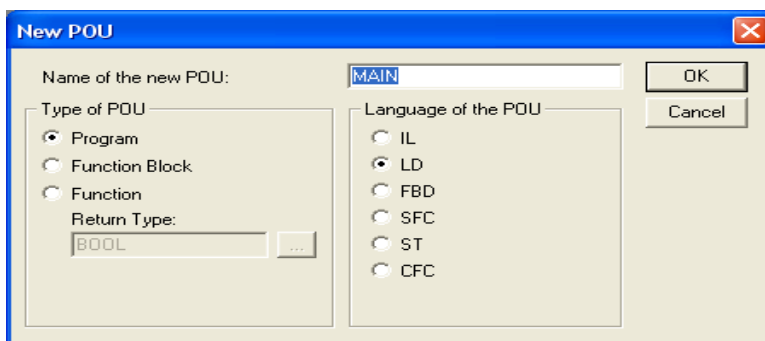 New POU
Name of the new POU:
MAIN
OK
Cancel
Type of POU
Program
Function Block
Function
Return Type:
BOOL
...
Language of the POU
IL
LD
FBD
SFC
ST
CFC